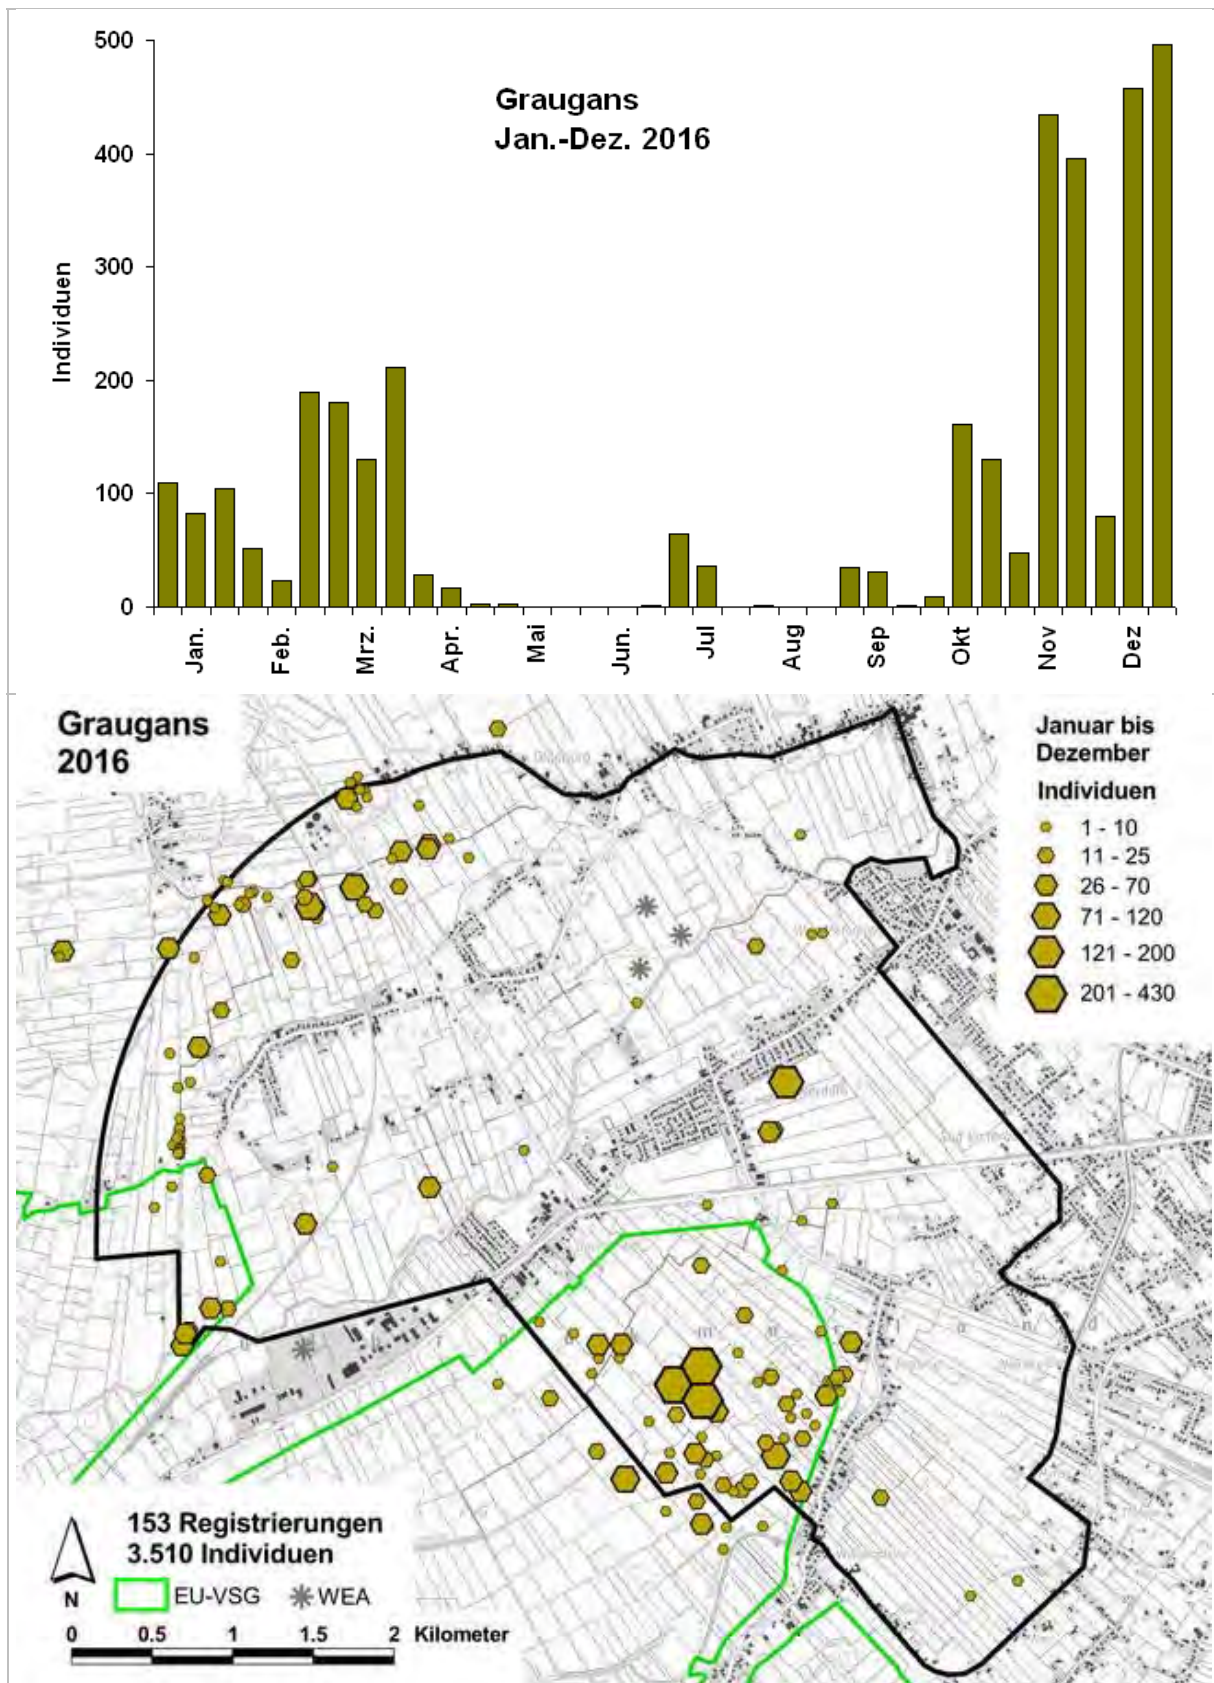 500
Graugans
Jan.-Dez. 2016
400
300
200
100
0
Individuen
Jan.
Feb.
Mrz.
Apr.
Mai
Jun.
Jul
Aug
Sep
Okt
Nov
Dez
Graugans
2016
Januar bis
Dezember
Individuen
1 - 10
11 - 25
26 - 70
71 - 120
121 - 200
201 - 430
153 Registrierungen
3.510 Individuen
N
EU-VSG
WEA
0 0.5 1 1.5 2 Kilometer